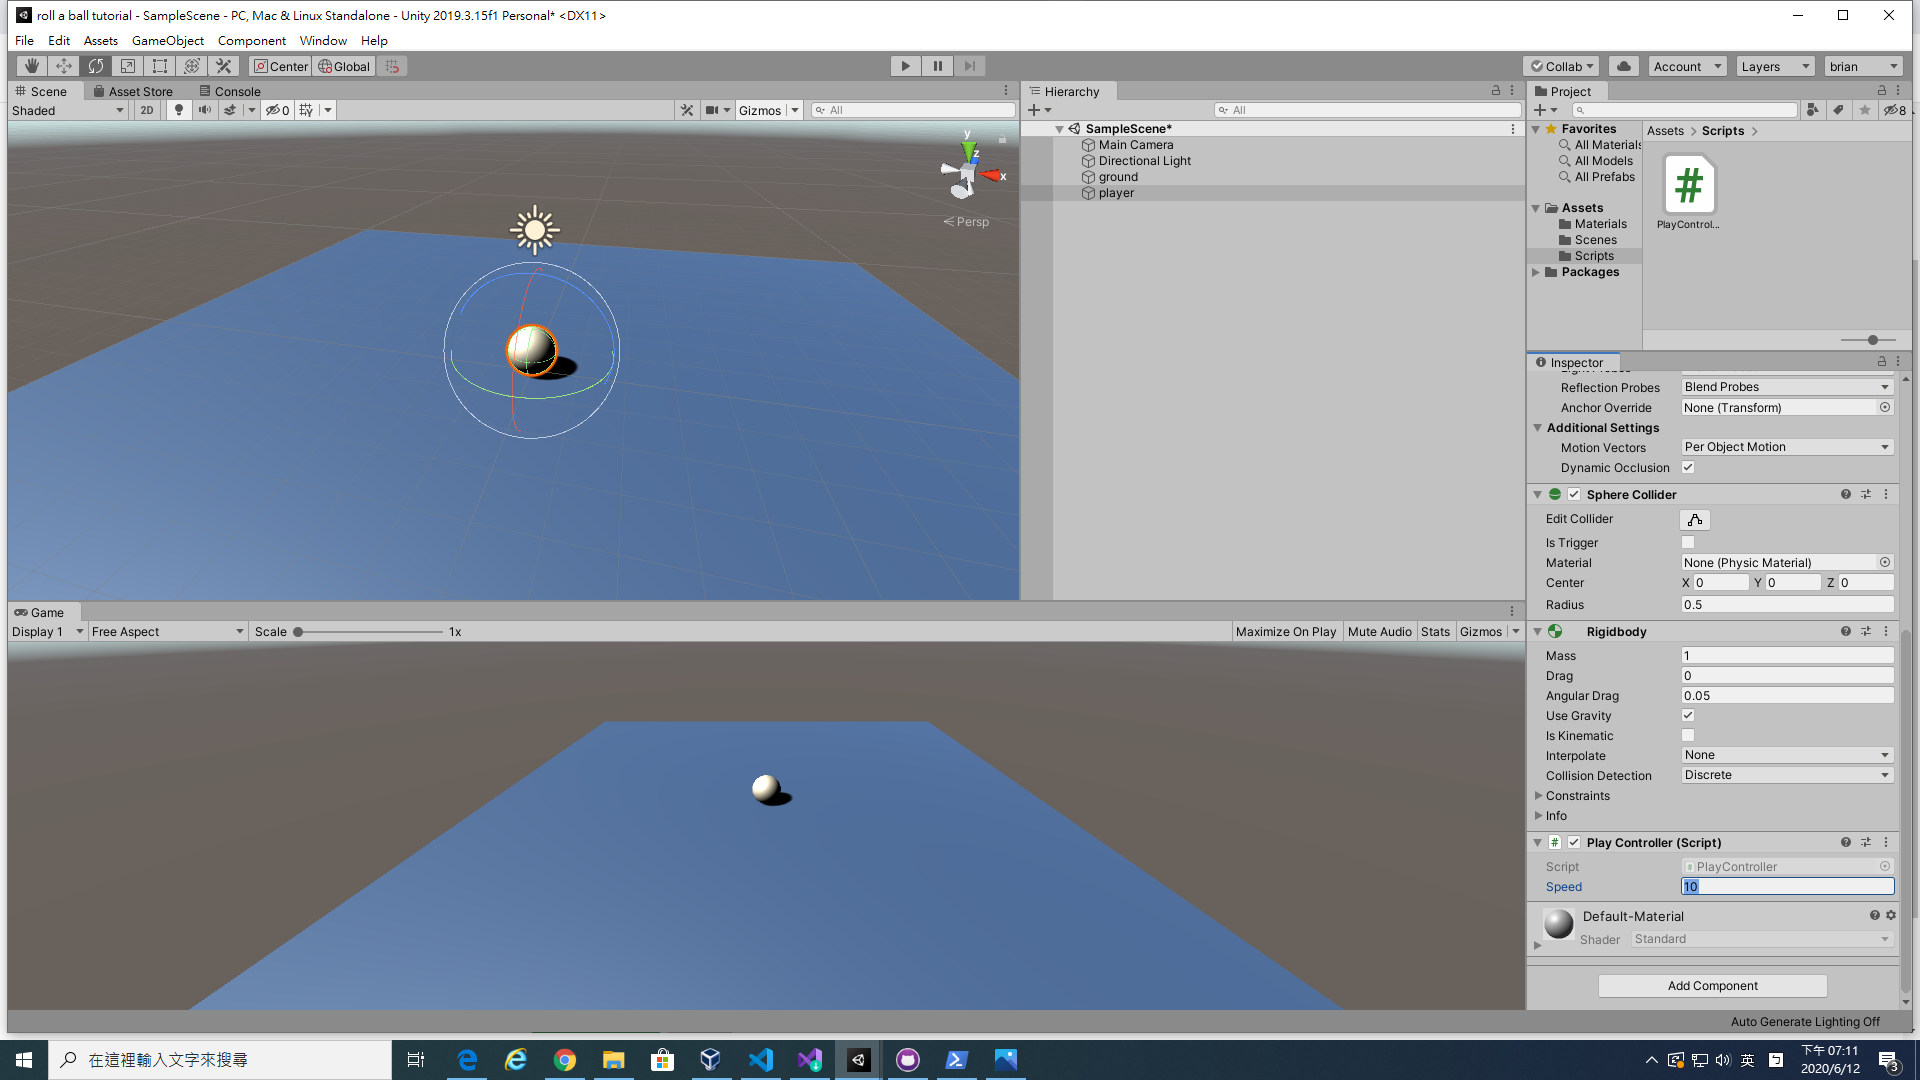 roll a ball tutorial - SampleScene - PC, Mac & Linux Standalone - Unity 2019.3.15f1 Personal* <DX11>
File Edit Assets GameObject Component Window Help
Center Global Collab Account Layers brian
Scene Asset Store Console
Shaded 2D 0 Gizmos All
y
z
x
Persp
Hierarchy
All
SampleScene*
Main Camera
Directional Light
ground
player
Project
8
Favorites
All Materials
All Models
All Prefabs
Assets
Materials
Scenes
Scripts
Packages
Assets > Scripts >
#
PlayControl...
Inspector
Reflection Probes Blend Probes
Anchor Override None (Transform)
Additional Settings
Motion Vectors Per Object Motion
Dynamic Occlusion
Sphere Collider
Edit Collider
Is Trigger
Material None (Physic Material)
Center X 0 Y 0 Z 0
Radius 0.5
Rigidbody
Mass 1
Drag 0
Angular Drag 0.05
Use Gravity
Is Kinematic
Interpolate None
Collision Detection Discrete
Constraints
Info
# Play Controller (Script)
Script PlayController
Speed 10
Default-Material
Shader Standard
Add Component
Game
Display 1 Free Aspect Scale 1x Maximize On Play Mute Audio Stats Gizmos
Auto Generate Lighting Off
在這裡輸入文字來搜尋
英
下午 07:11
2020/6/12
3